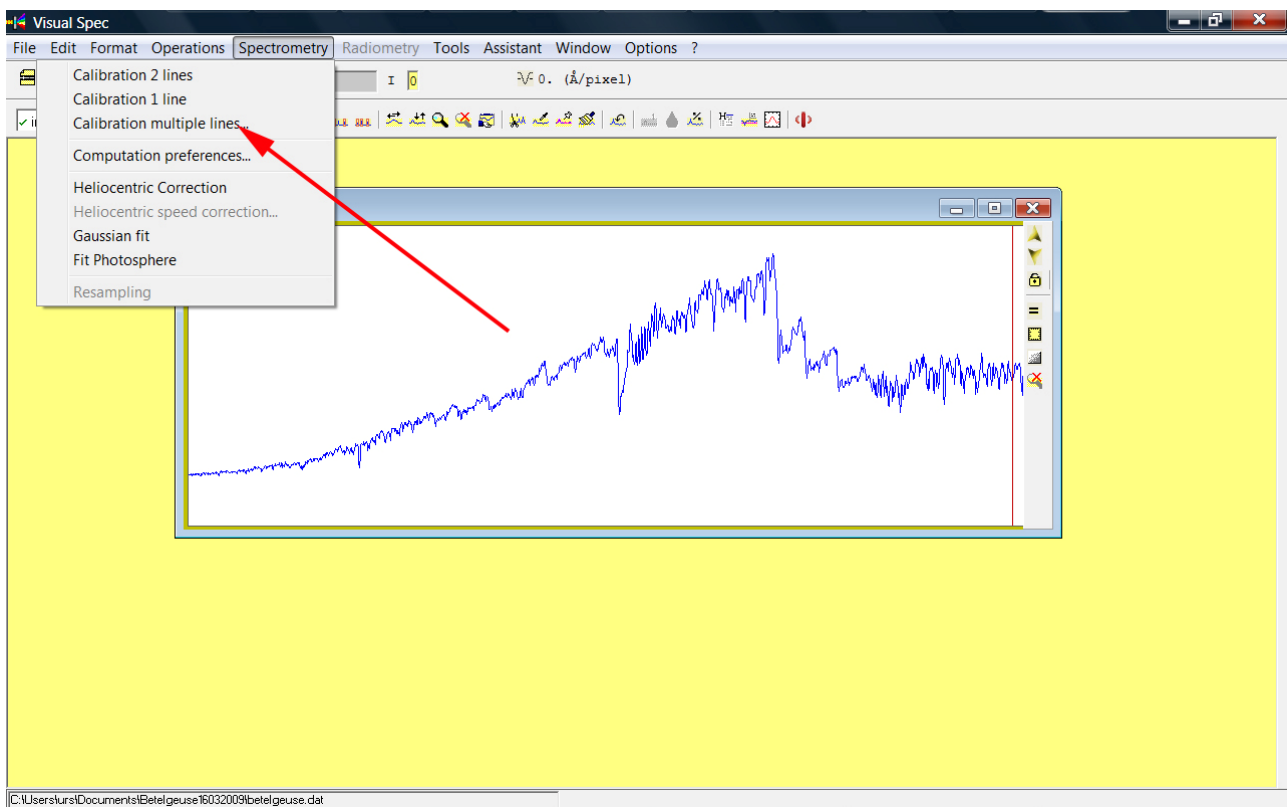 Visual Spec
File Edit Format Operations Spectrometry Radiometry Tools Assistant Window Options ?
Calibration 2 lines
I 0 0. (Å/pixel)
Calibration 1 line
Calibration multiple lines...
Computation preferences...
Heliocentric Correction
Heliocentric speed correction...
Gaussian fit
Fit Photosphere
Resampling
C:\Users\urs\Documents\Betelgeuse16032009\betelgeuse.dat